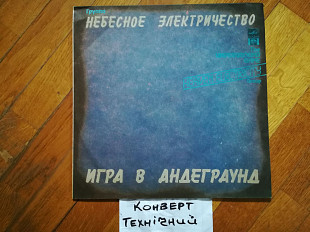 Группа
НЕБЕСНОЕ ЭЛЕКТРИЧЕСТВО
ИГРА В АНДЕГРАУНД
КОНВЕРТ
ТЕХНІЧНИЙ